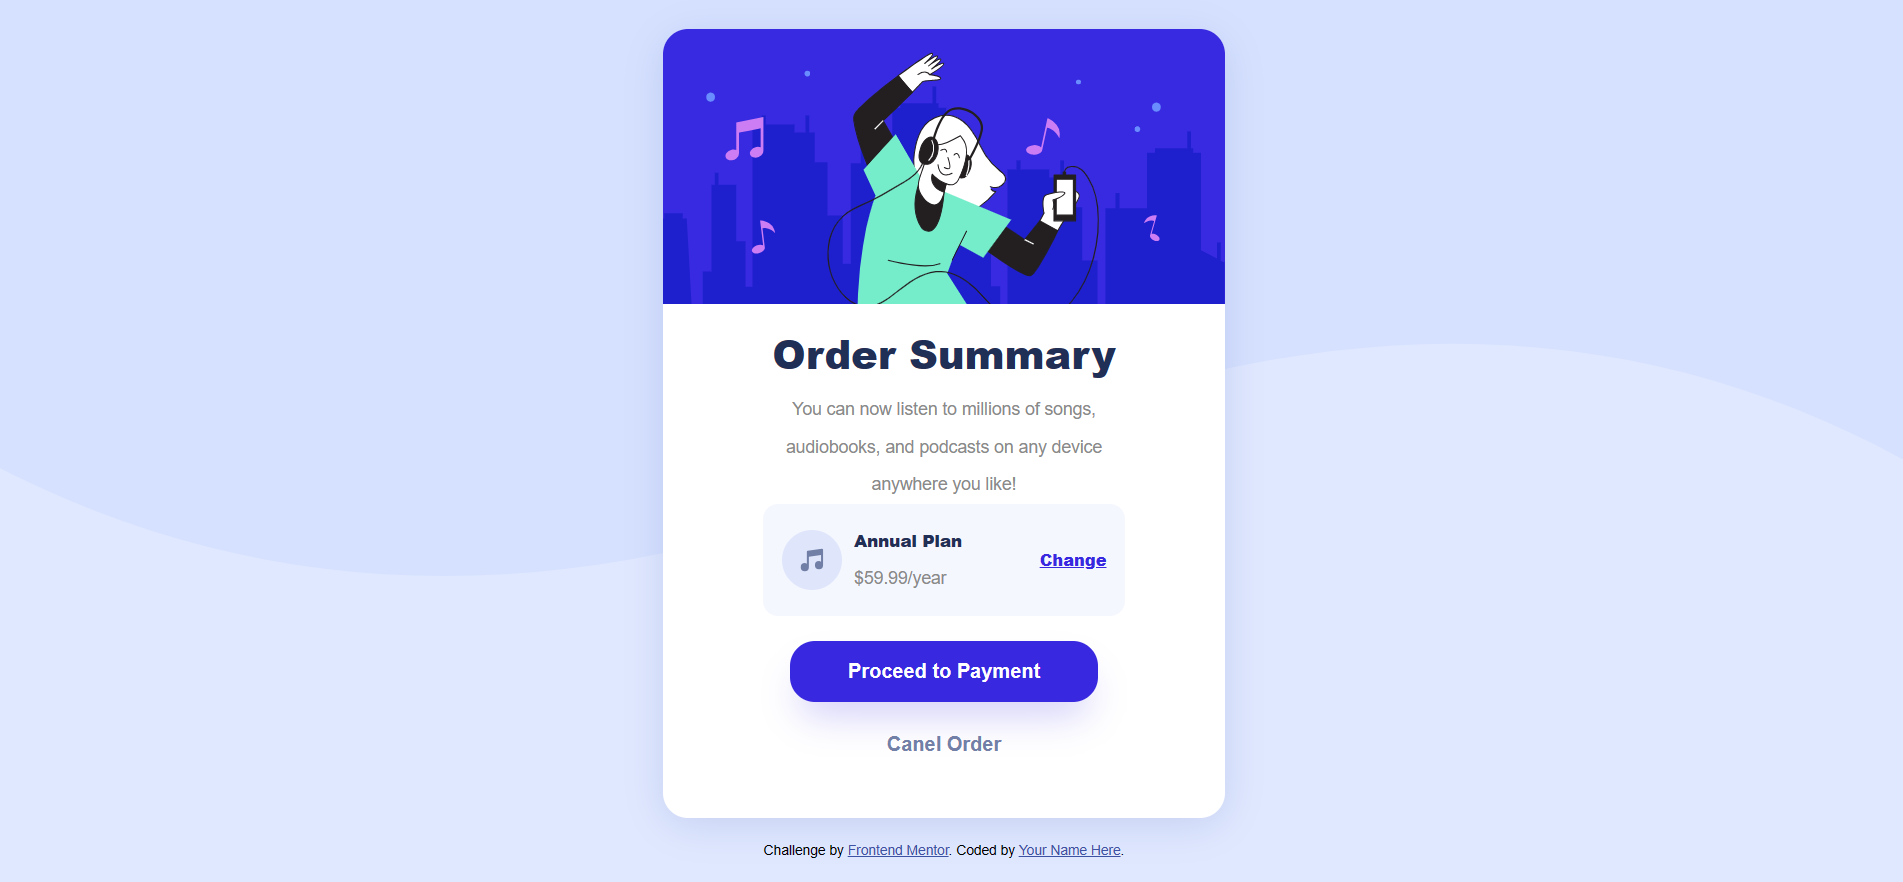 Order Summary
You can now listen to millions of songs,
audiobooks, and podcasts on any device
anywhere you like!
Annual Plan
$59.99/year
Change
Proceed to Payment
Canel Order
Challenge by Frontend Mentor. Coded by Your Name Here.